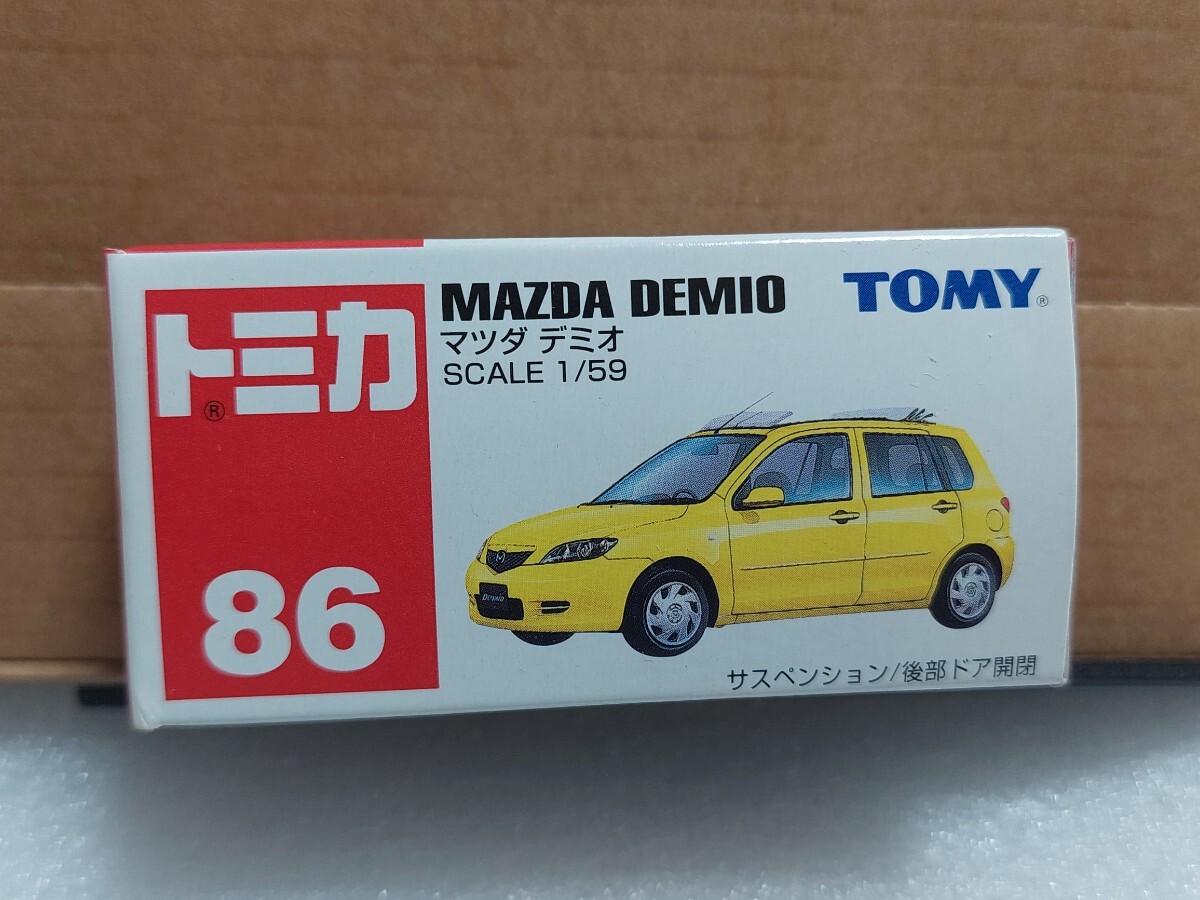 トミカ®
86
MAZDA DEMIO
マツダ デミオ
SCALE 1/59
TOMY®
Demio
サスペンション/後部ドア開閉